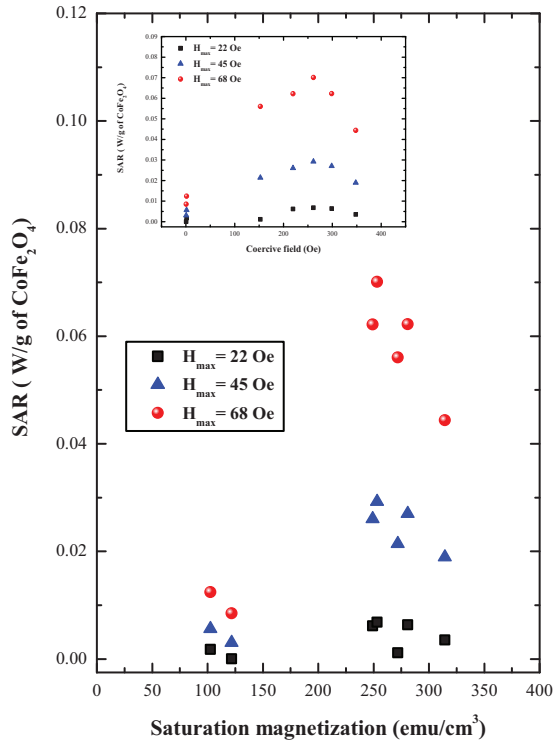 0.12
0.10
0.08
0.06
0.04
0.02
0.00
SAR ( W/g of CoFe₂O₄)
0 50 100 150 200 250 300 350 400
Saturation magnetization (emu/cm³)
H_max= 22 Oe
H_max= 45 Oe
H_max= 68 Oe
0.09
0.08
0.07
0.06
0.05
0.04
0.03
0.02
0.01
0.00
SAR ( W/g of CoFe₂O₄)
H_max= 22 Oe
H_max= 45 Oe
H_max= 68 Oe
0 100 200 300 400
Coercive field (Oe)